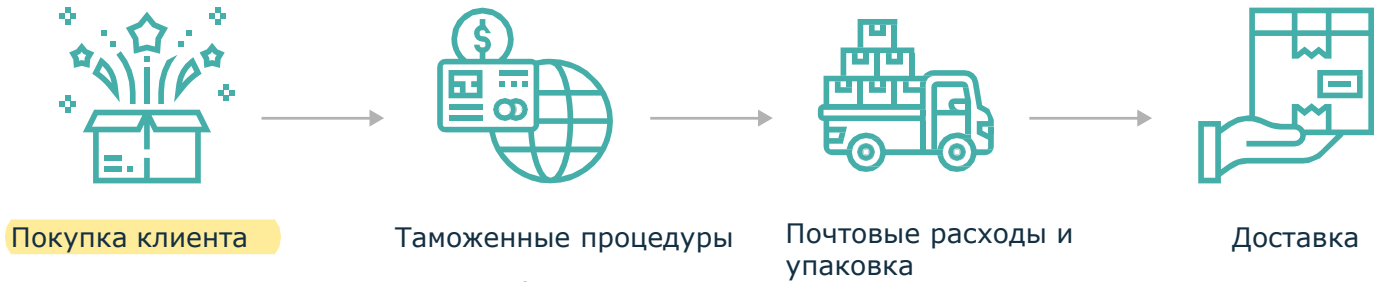 Покупка клиента
Таможенные процедуры
Почтовые расходы и
упаковка
Доставка